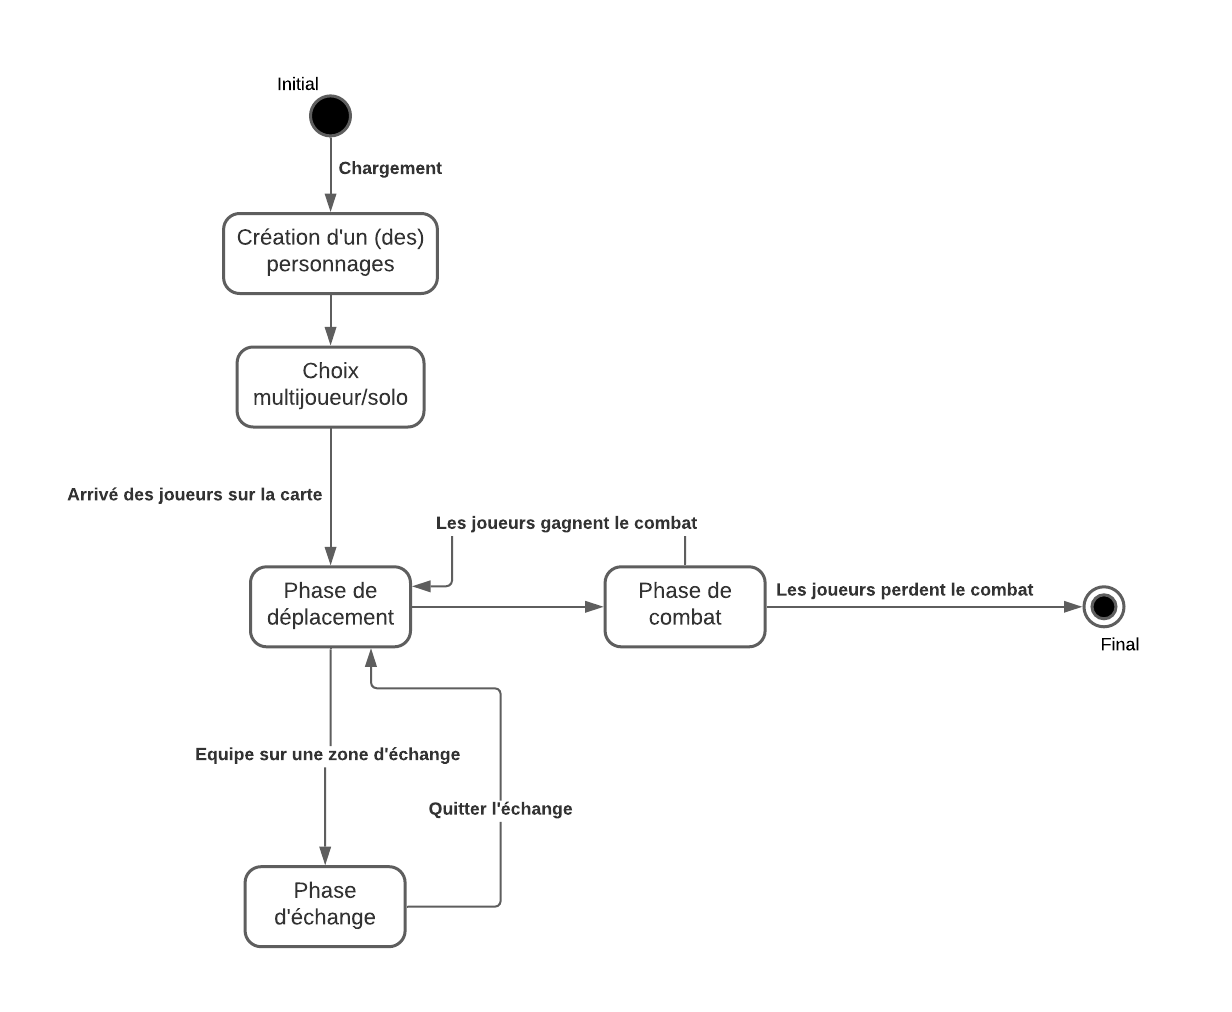 Initial
Chargement
Création d'un (des)
personnages
Choix
multijoueur/solo
Arrivé des joueurs sur la carte
Les joueurs gagnent le combat
Phase de
déplacement
Phase de
combat
Les joueurs perdent le combat
Final
Equipe sur une zone d'échange
Quitter l'échange
Phase
d'échange